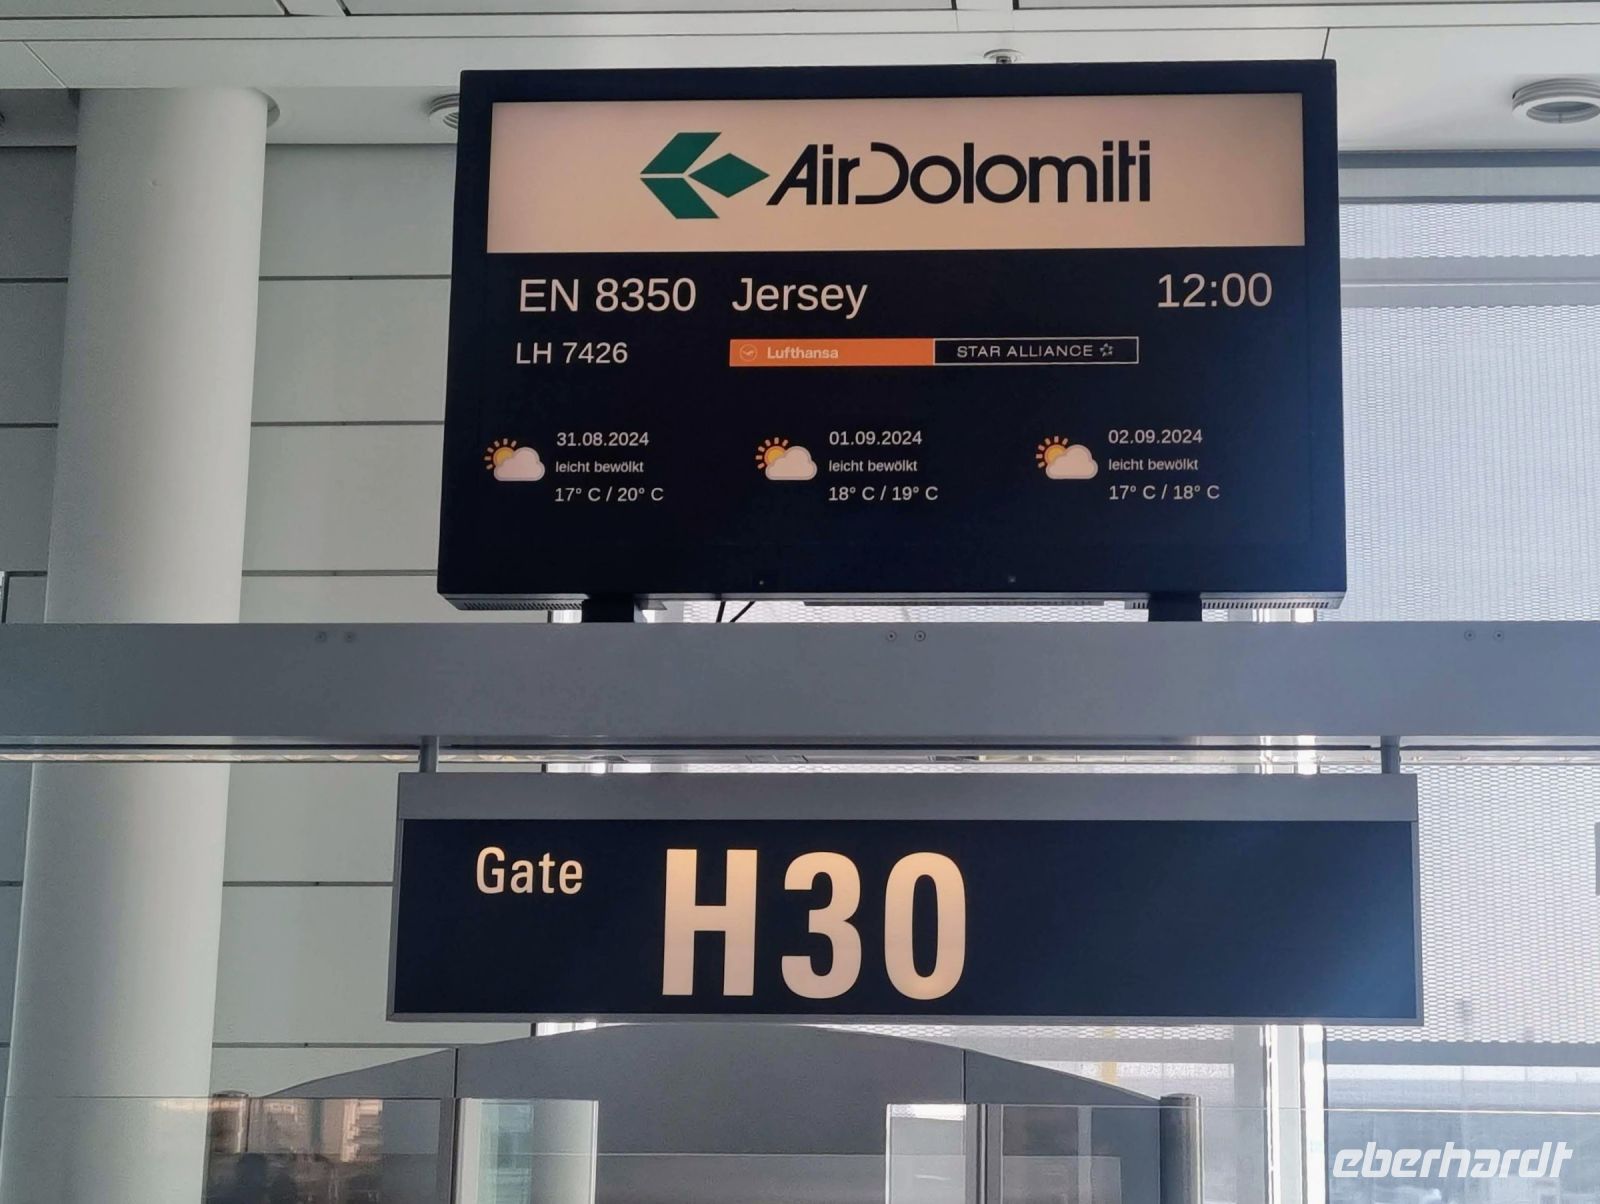 AirDolomiti
EN 8350 Jersey 12:00
LH 7426 Lufthansa STAR ALLIANCE
31.08.2024 01.09.2024 02.09.2024
leicht bewölkt leicht bewölkt leicht bewölkt
17° C / 20° C 18° C / 19° C 17° C / 18° C
Gate H30
eberhardt